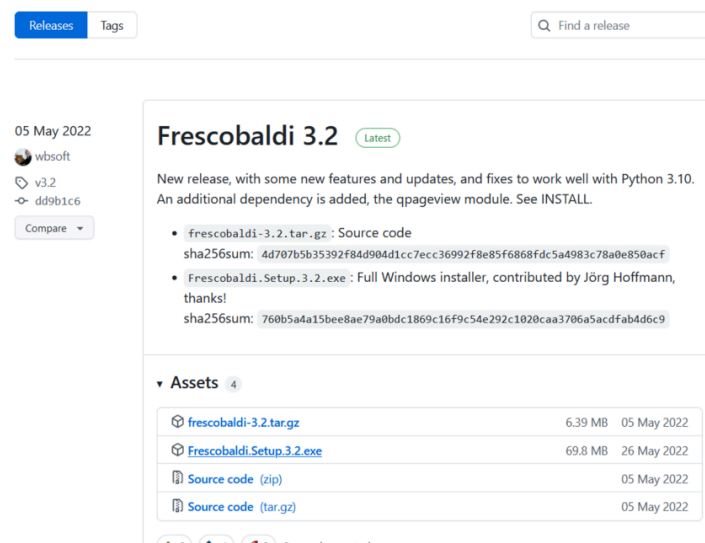 Releases Tags Find a release
05 May 2022
wbsoft
v3.2
dd9b1c6
Compare
Frescobaldi 3.2 Latest
New release, with some new features and updates, and fixes to work well with Python 3.10.
An additional dependency is added, the qpageview module. See INSTALL.
• frescobaldi-3.2.tar.gz : Source code
sha256sum: 4d707b5b35392f84d904d1cc7ecc36992f8e85f6868fdc5a4983c78a0e850acf
• Frescobaldi.Setup.3.2.exe : Full Windows installer, contributed by Jörg Hoffmann,
thanks!
sha256sum: 760b5a4a15bee8ae79a0bdc1869c16f9c54e292c1020caa3706a5acdfab4d6c9
Assets 4
frescobaldi-3.2.tar.gz 6.39 MB 05 May 2022
Frescobaldi.Setup.3.2.exe 69.8 MB 26 May 2022
Source code (zip) 05 May 2022
Source code (tar.gz) 05 May 2022